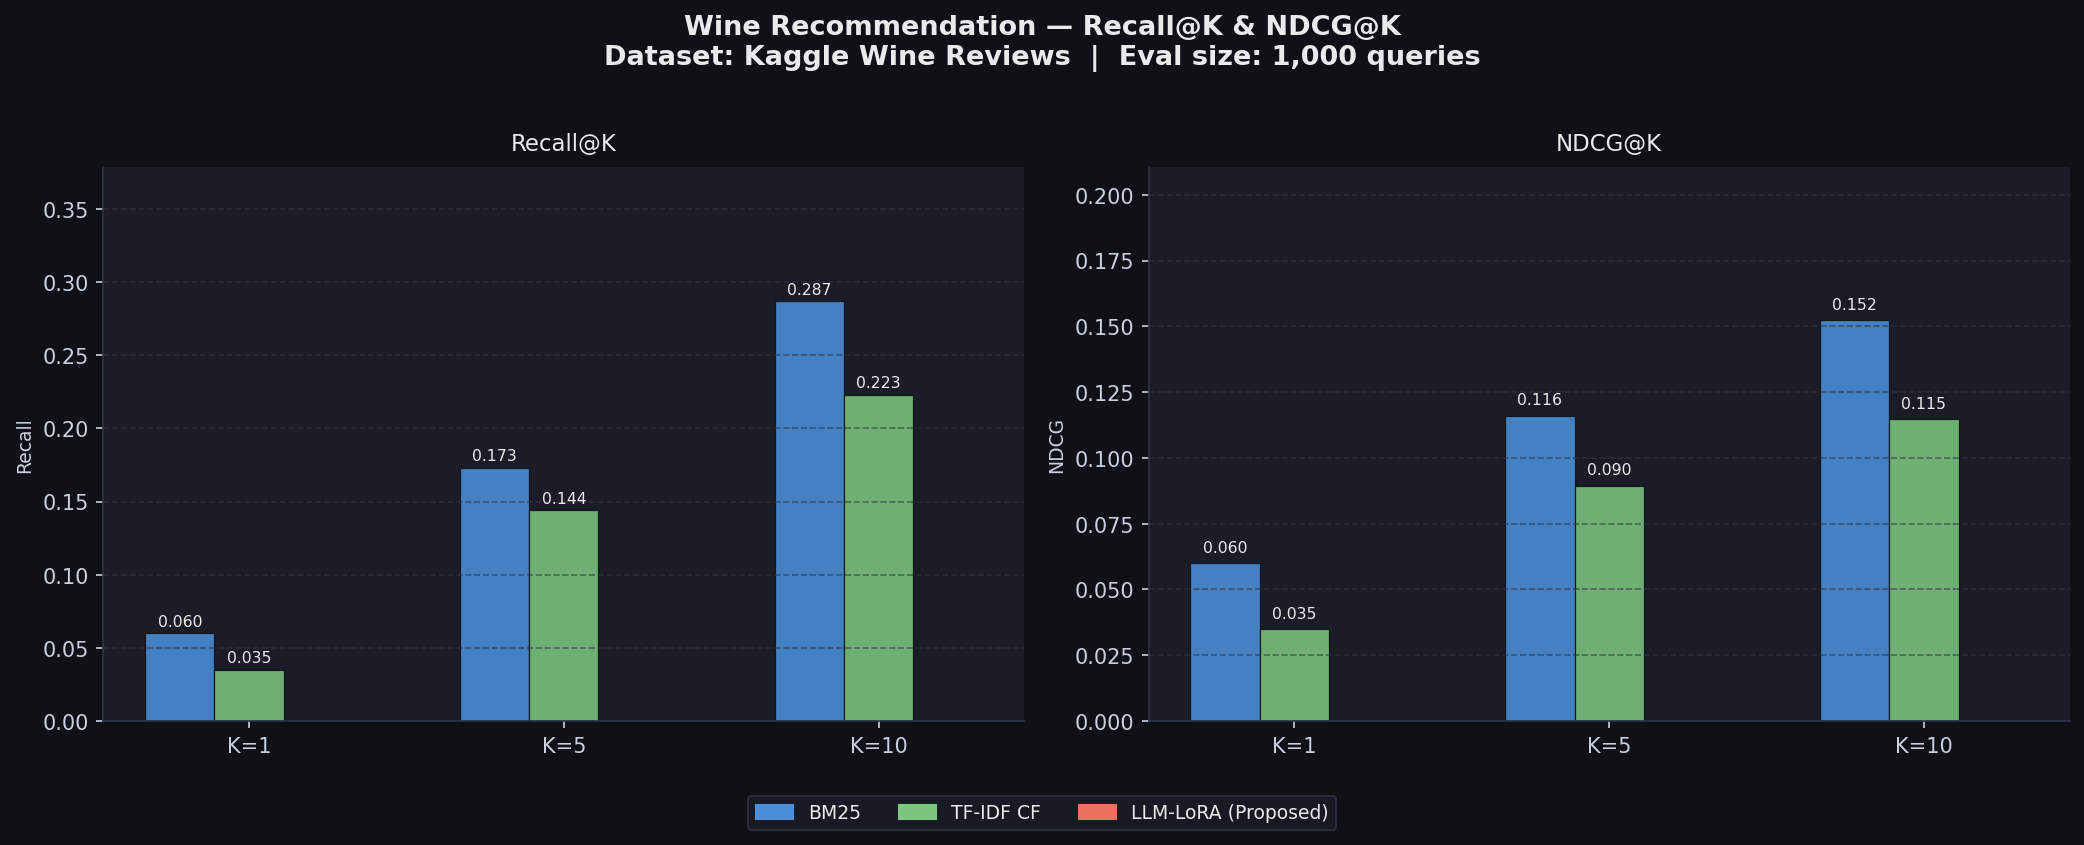 Wine Recommendation — Recall@K & NDCG@K
Dataset: Kaggle Wine Reviews | Eval size: 1,000 queries
Recall@K
Recall
0.35
0.30
0.25
0.20
0.15
0.10
0.05
0.00
0.060
0.035
0.173
0.144
0.287
0.223
K=1
K=5
K=10
NDCG@K
NDCG
0.200
0.175
0.150
0.125
0.100
0.075
0.050
0.025
0.000
0.060
0.035
0.116
0.090
0.152
0.115
K=1
K=5
K=10
BM25
TF-IDF CF
LLM-LoRA (Proposed)